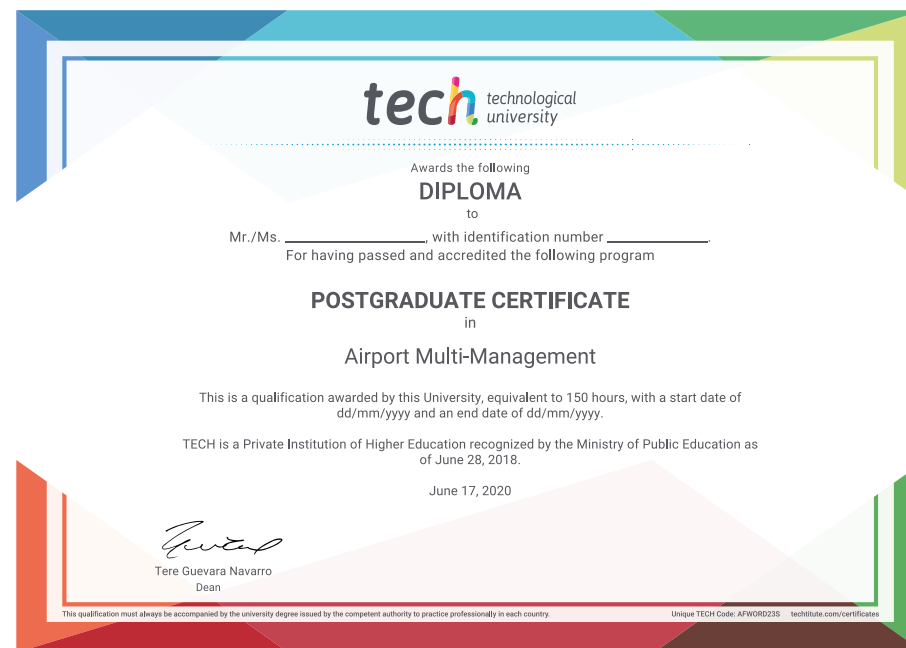 tech technological
university
Awards the following
DIPLOMA
to
Mr./Ms. ____________, with identification number ____________.
For having passed and accredited the following program
POSTGRADUATE CERTIFICATE
in
Airport Multi-Management
This is a qualification awarded by this University, equivalent to 150 hours, with a start date of
dd/mm/yyyy and an end date of dd/mm/yyyy.
TECH is a Private Institution of Higher Education recognized by the Ministry of Public Education as
of June 28, 2018.
June 17, 2020
Tere Guevara Navarro
Dean
This qualification must always be accompanied by the university degree issued by the competent authority to practice professionally in each country.
Unique TECH Code: AFWORD23S techtitute.com/certificates